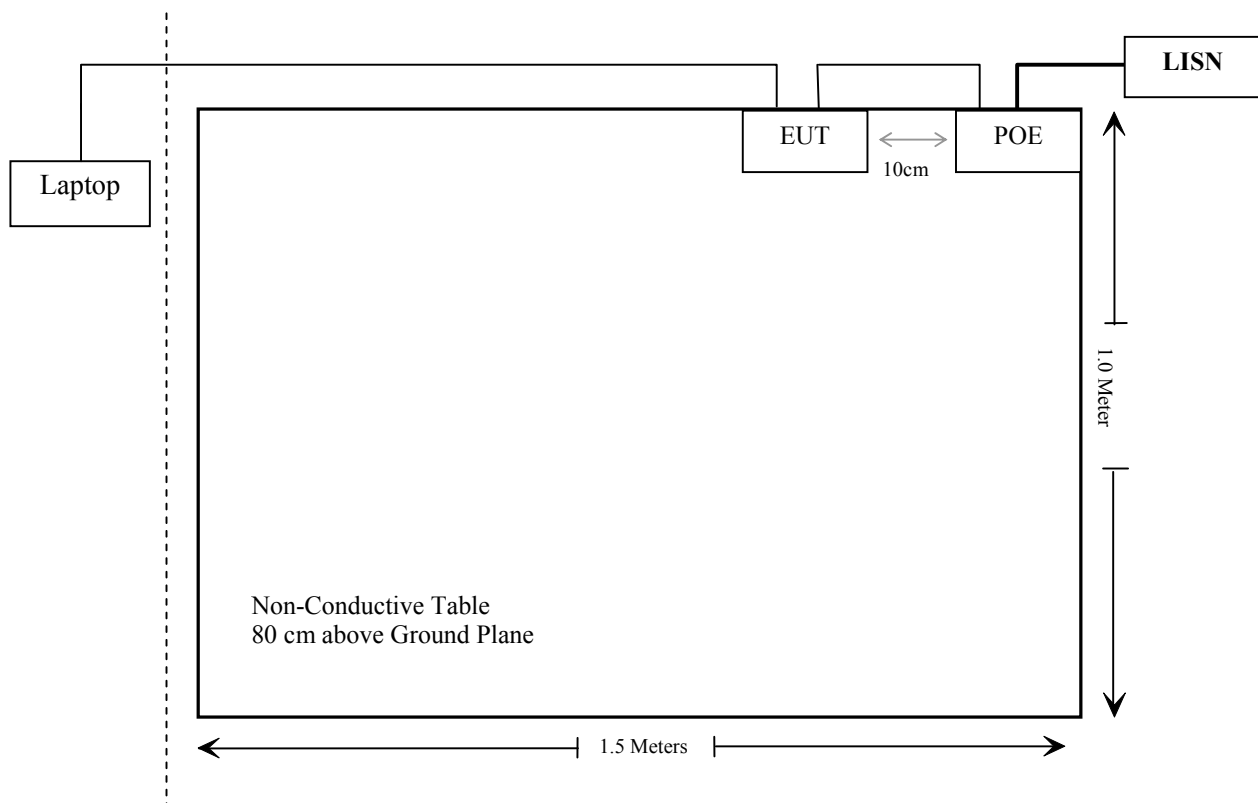 LISN
EUT
POE
10cm
Laptop
1.0 Meter
Non-Conductive Table
80 cm above Ground Plane
1.5 Meters